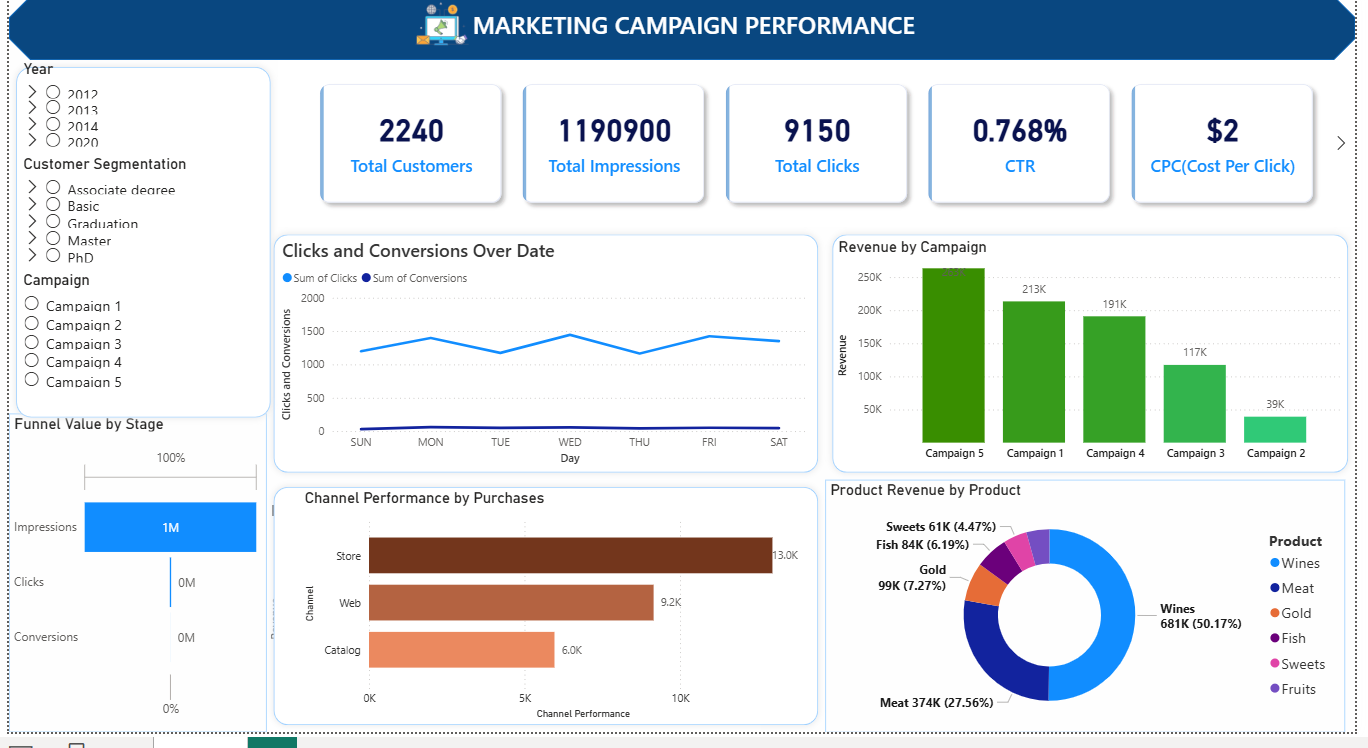 MARKETING CAMPAIGN PERFORMANCE
Year
2012
2013
2014
2020
Customer Segmentation
Associate degree
Basic
Graduation
Master
PhD
Campaign
Campaign 1
Campaign 2
Campaign 3
Campaign 4
Campaign 5
2240
Total Customers
1190900
Total Impressions
9150
Total Clicks
0.768%
CTR
$2
CPC(Cost Per Click)
Clicks and Conversions Over Date
Sum of Clicks Sum of Conversions
Clicks and Conversions
2000
1500
1000
500
0
SUN MON TUE WED THU FRI SAT
Day
Revenue by Campaign
Revenue
250K
200K
150K
100K
50K
213K
191K
117K
39K
Campaign 5 Campaign 1 Campaign 4 Campaign 3 Campaign 2
Funnel Value by Stage
100%
Impressions 1M
Clicks 0M
Conversions 0M
0%
Channel Performance by Purchases
Channel
Store 13.0K
Web 9.2K
Catalog 6.0K
0K 5K 10K
Channel Performance
Product Revenue by Product
Sweets 61K (4.47%)
Fish 84K (6.19%)
Gold
99K (7.27%)
Wines
681K (50.17%)
Meat 374K (27.56%)
Product
Wines
Meat
Gold
Fish
Sweets
Fruits